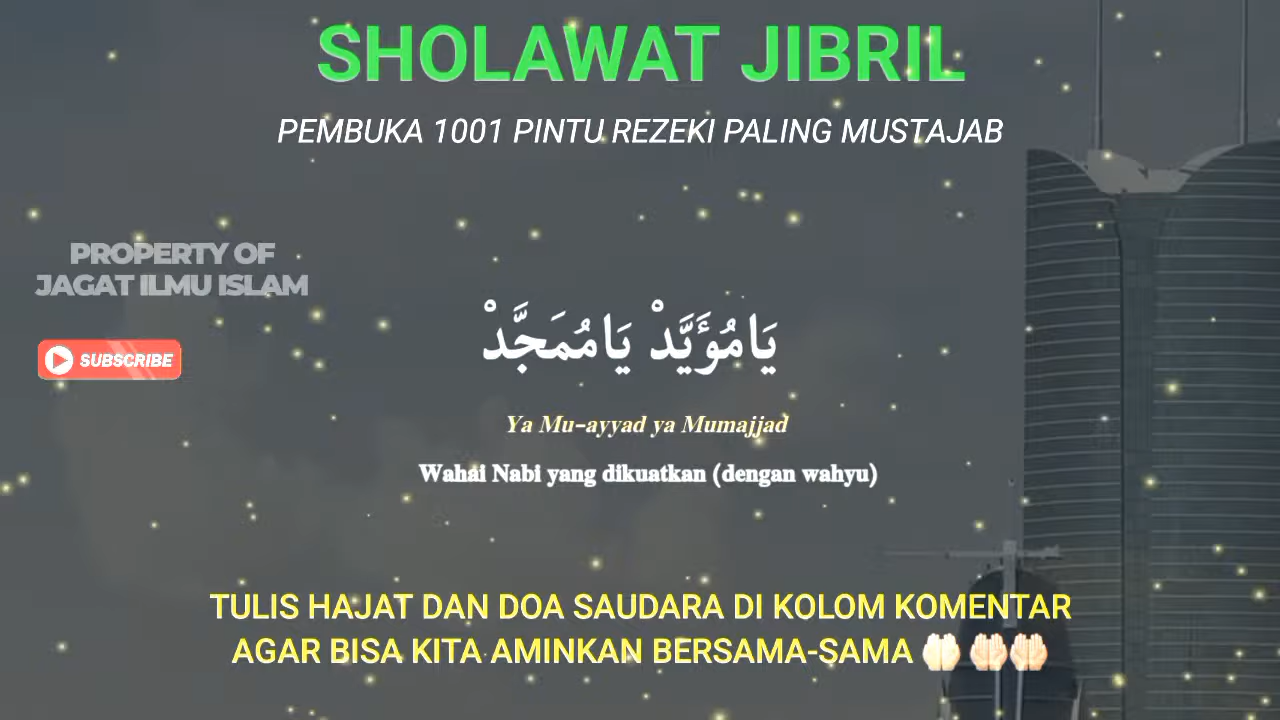 SHOLAWAT JIBRIL
PEMBUKA 1001 PINTU REZEKI PALING MUSTAJAB
PROPERTY OF
JAGAT ILMU ISLAM
SUBSCRIBE
يَامُؤَيَّدْ يَامُمَجَّدْ
Ya Mu-ayyad ya Mumajjad
Wahai Nabi yang dikuatkan (dengan wahyu)
TULIS HAJAT DAN DOA SAUDARA DI KOLOM KOMENTAR
AGAR BISA KITA AMINKAN BERSAMA-SAMA 🤲🏻 🤲🏻🤲🏻